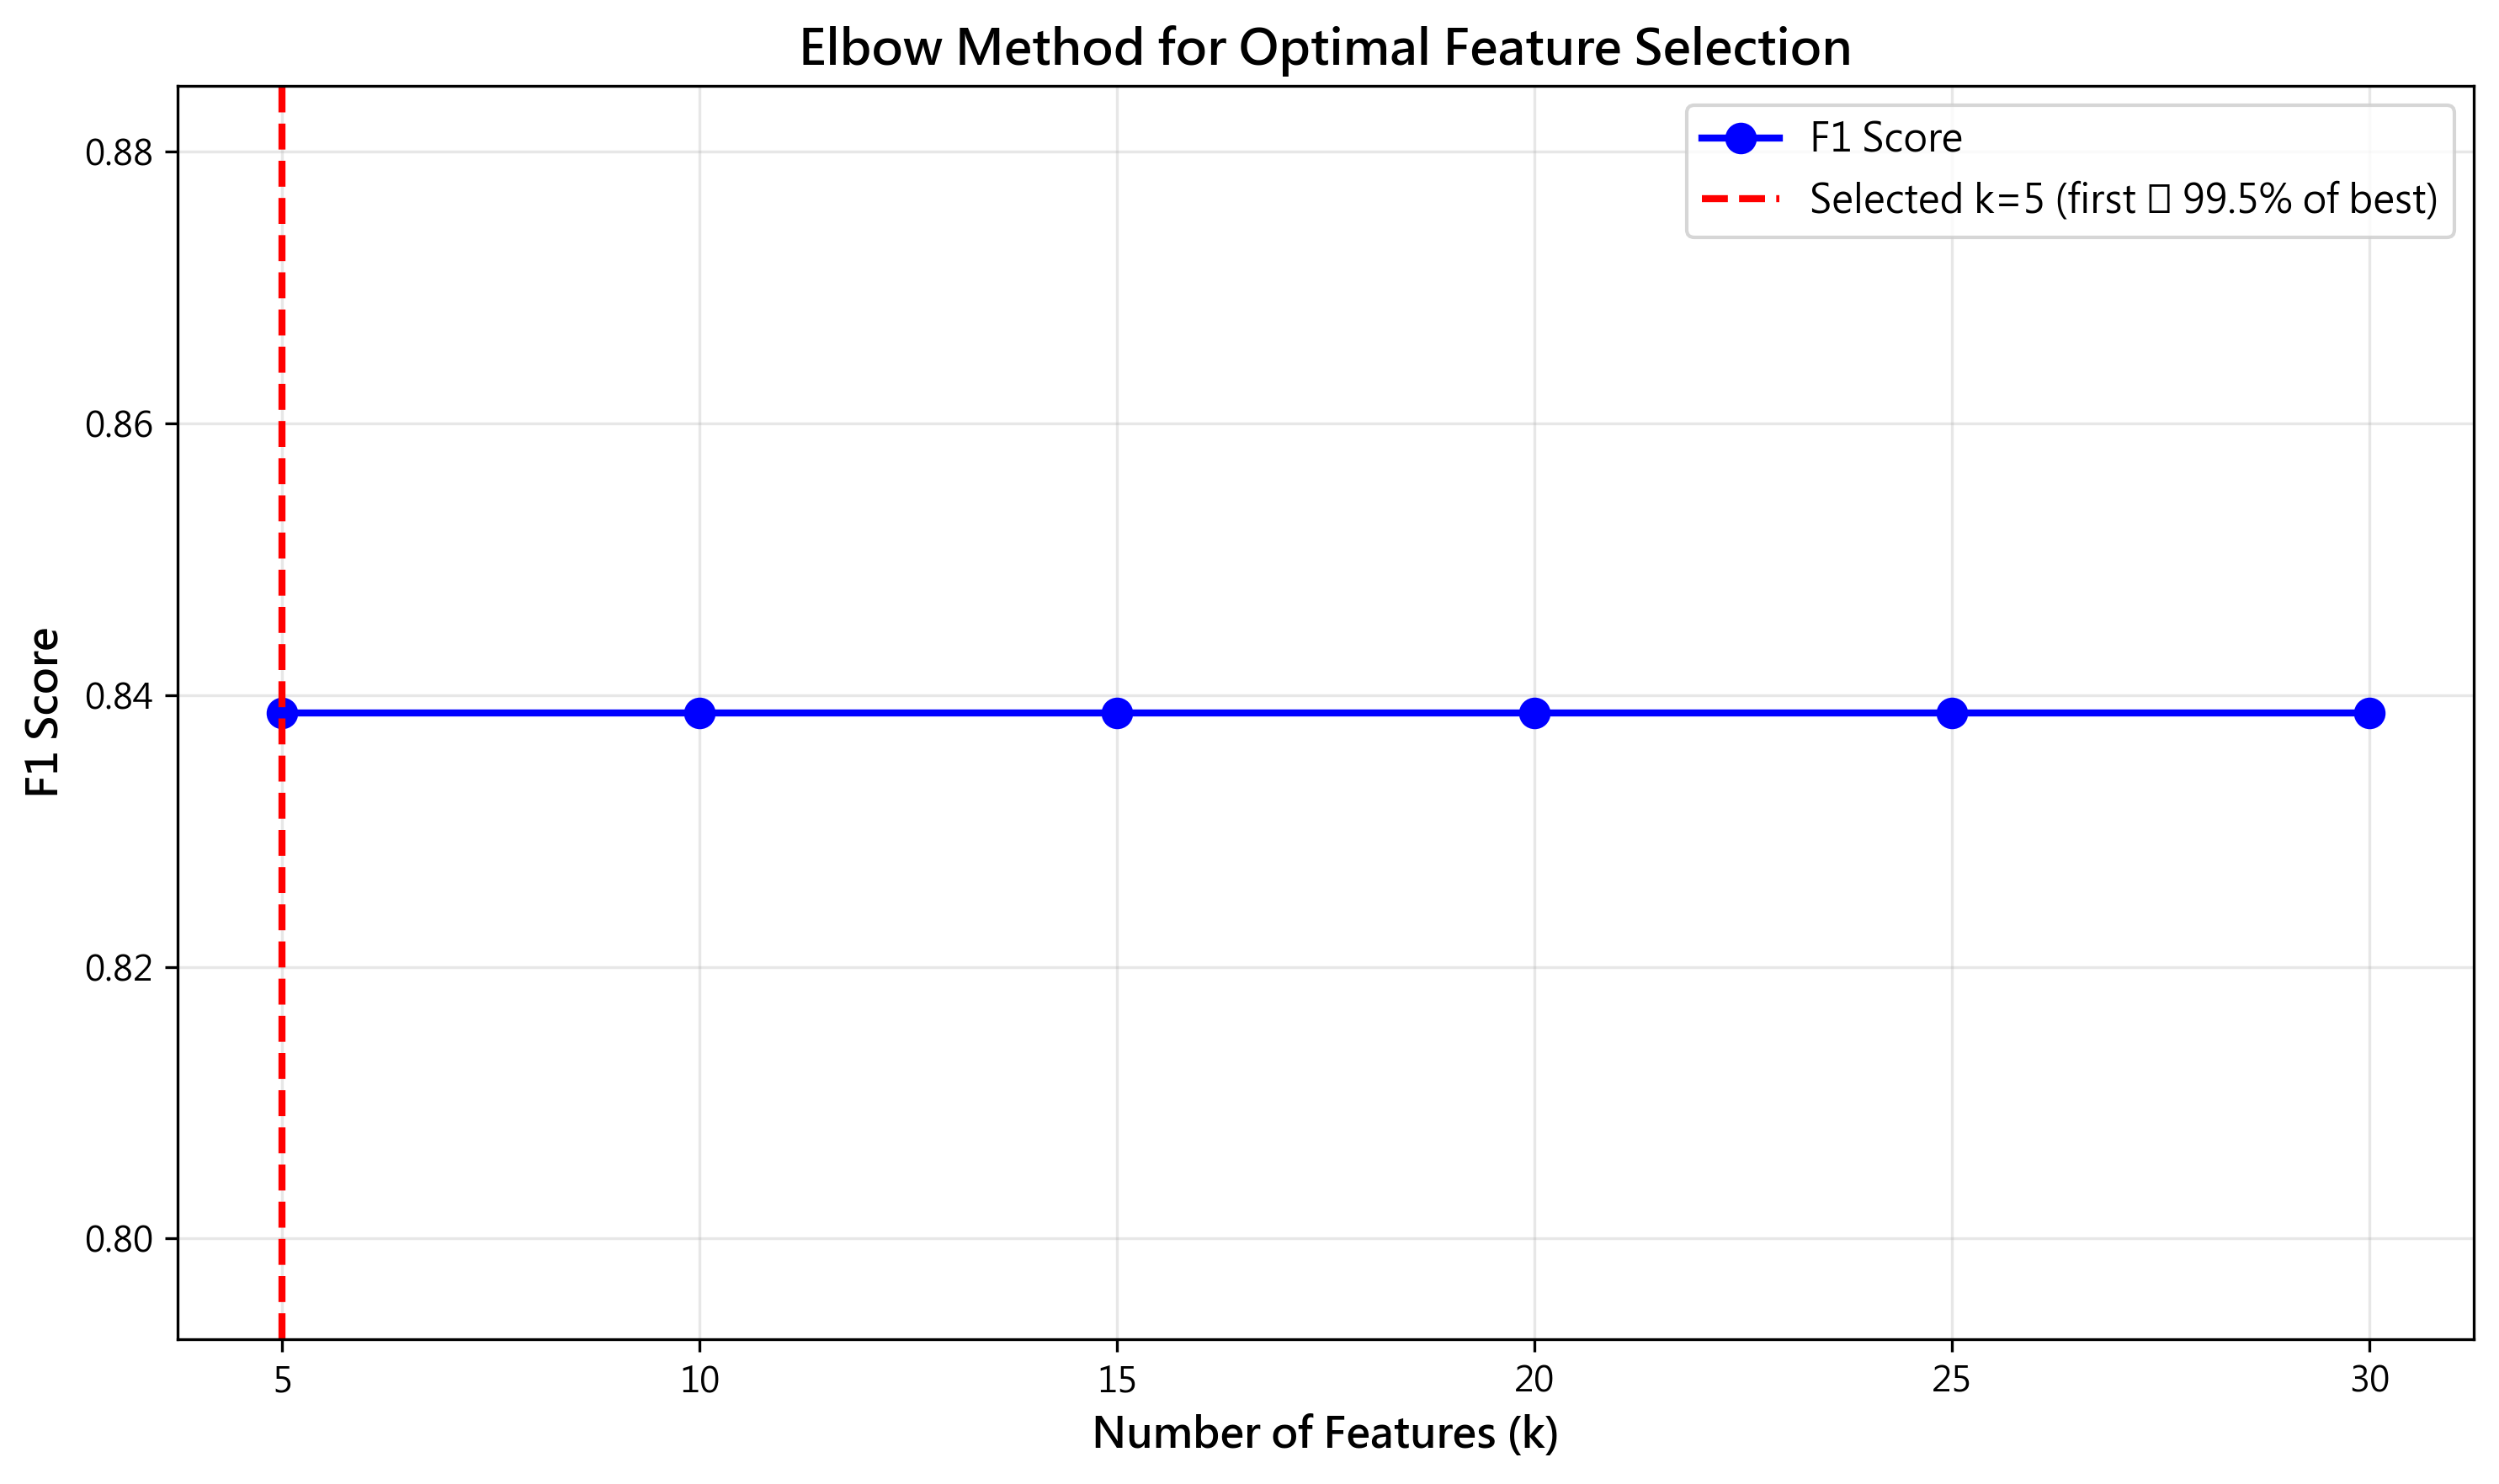 Elbow Method for Optimal Feature Selection
F1 Score
Selected k=5 (first □ 99.5% of best)
0.88
0.86
0.84
0.82
0.80
F1 Score
5 10 15 20 25 30
Number of Features (k)